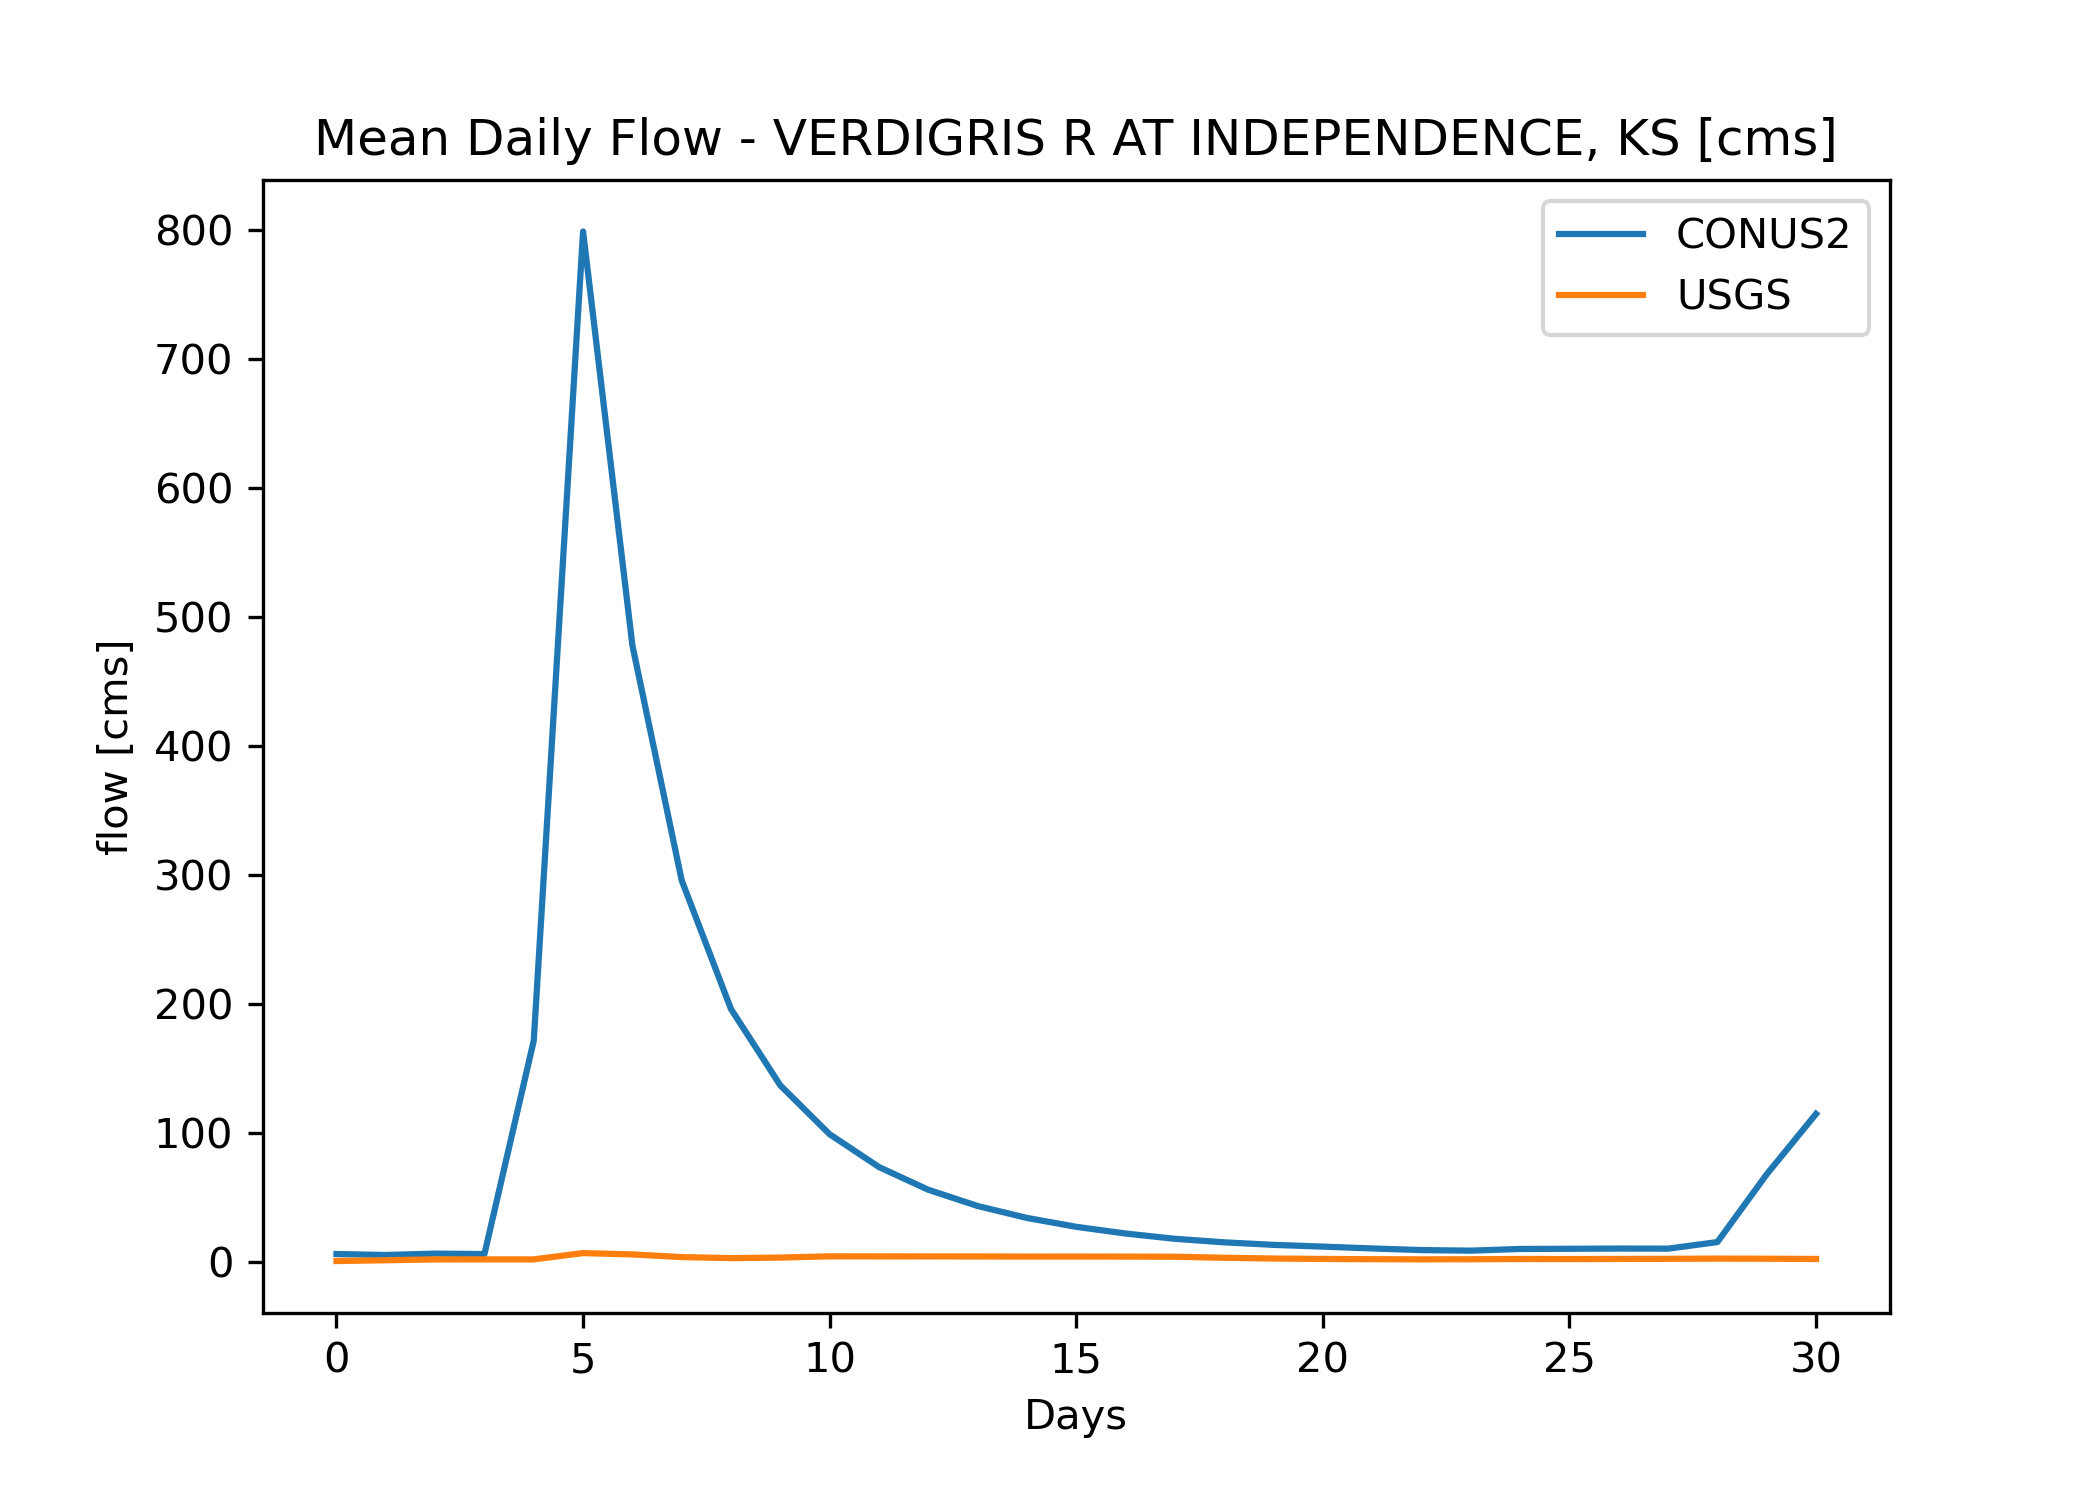 Mean Daily Flow - VERDIGRIS R AT INDEPENDENCE, KS [cms]
CONUS2
USGS
800
700
600
500
400
300
200
100
0
flow [cms]
0 5 10 15 20 25 30
Days